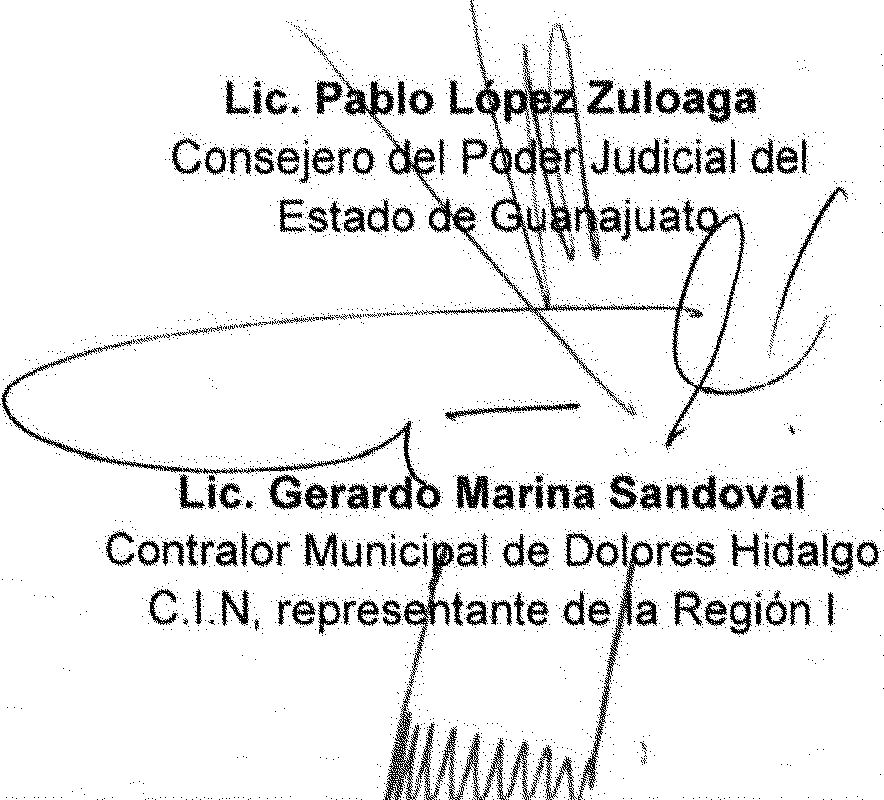 Lic. Pablo López Zuloaga
Consejero del Poder Judicial del
Estado de Guanajuato
Lic. Gerardo Marina Sandoval
Contralor Municipal de Dolores Hidalgo
C.I.N, representante de la Región I